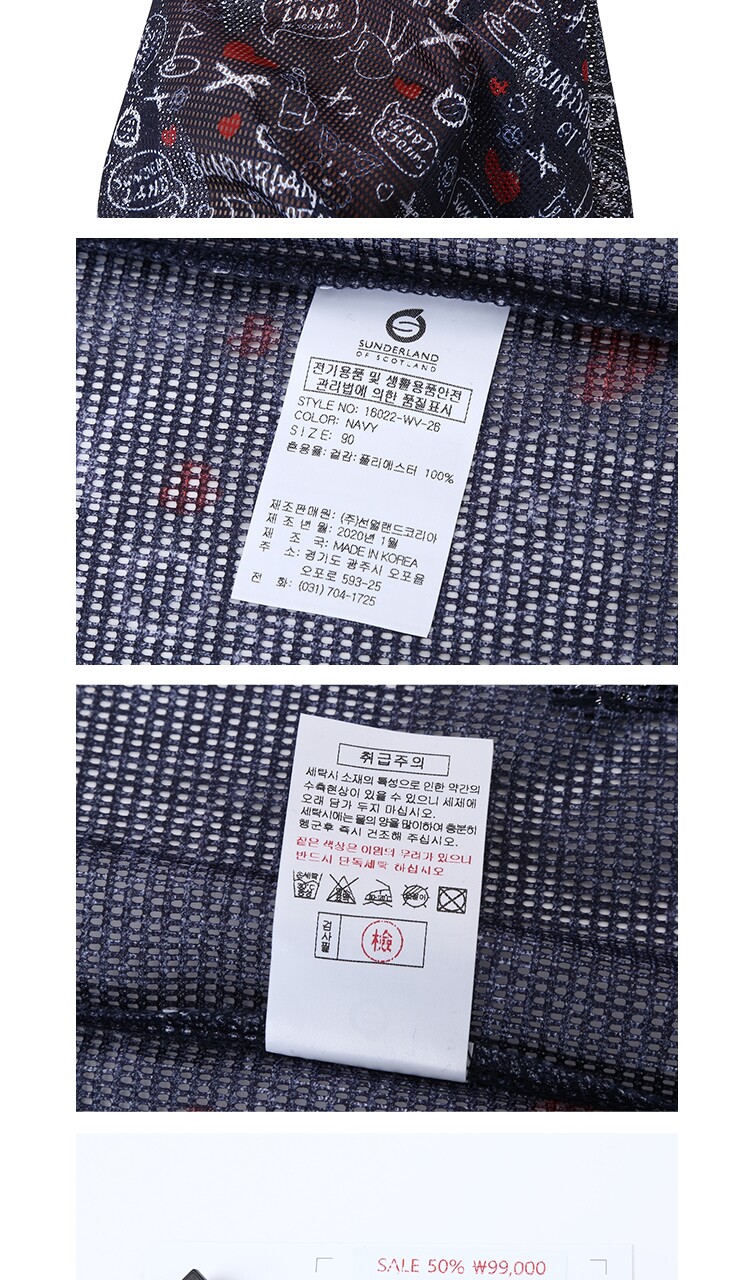 SUNDERLAND
OF SCOTLAND
전기용품 및 생활용품안전
관리법에 의한 품질표시
STYLE NO: 16022-WV-26
COLOR: NAVY
SIZE: 90
혼용율: 겉감: 폴리에스터 100%
제조판매원: (주)선덜랜드코리아
제 조 년 월: 2020년 1월
제 조 국: MADE IN KOREA
주 소: 경기도 광주시 오포읍
오포로 593-25
전 화: (031) 704-1725
취급주의
세탁시 소재의 특성으로 인한 약간의
수축현상이 있을 수 있으니 세제에
오래 담가 두지 마십시오.
세탁시에는 물의 양을 많이하여 충분히
헹군후 즉시 건조해 주십시오.
짙은 색상은 이염의 우려가 있으니
반드시 단독세탁 하십시오
손세탁
30°C
중성
검사필
檢
SALE 50% ₩99,000